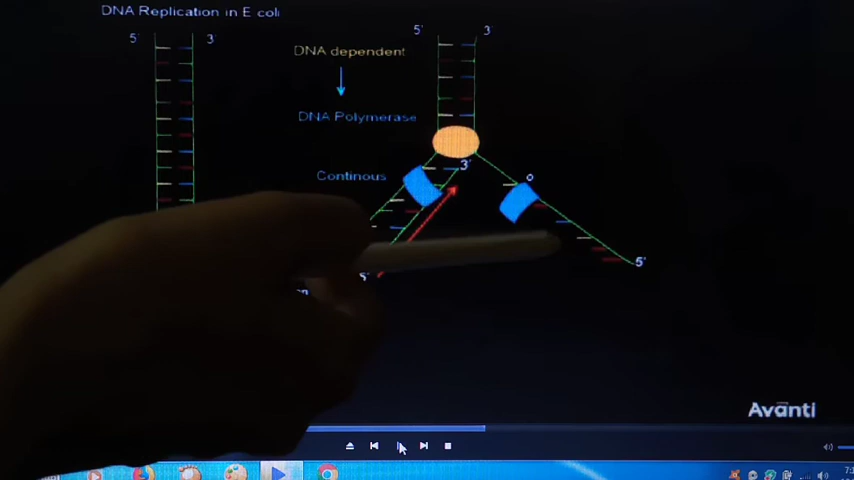 DNA Replication in E coli
5' 3'
5' 3'
DNA dependent
DNA Polymerase
Continous
3'
5'
5'
Avanti